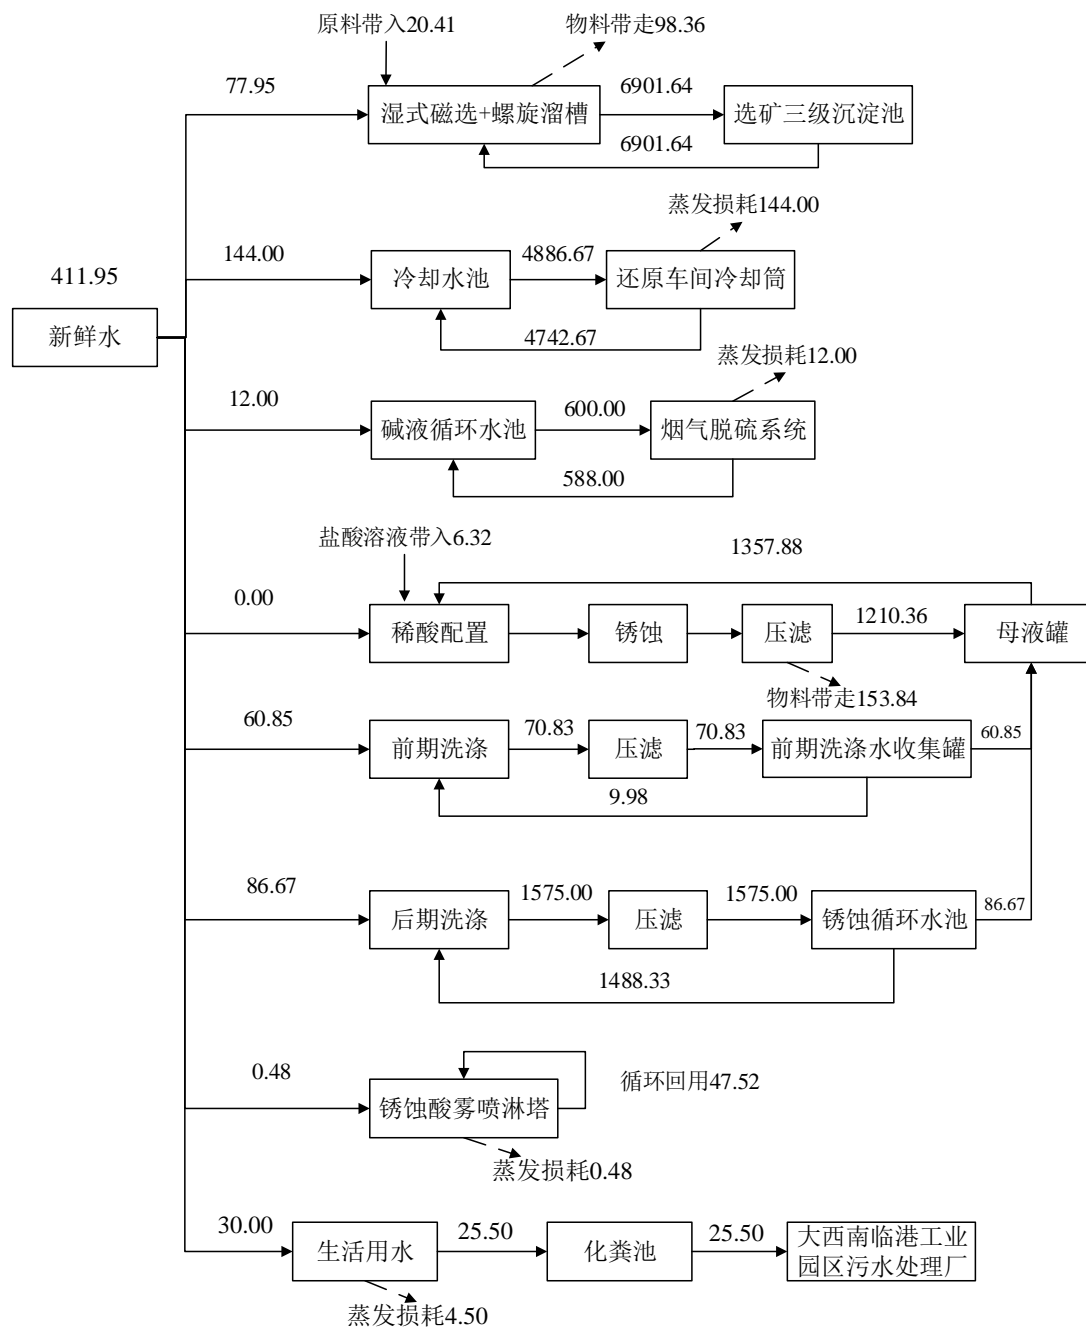 原料带入20.41
物料带走98.36
77.95
湿式磁选+螺旋溜槽
6901.64
选矿三级沉淀池
6901.64
蒸发损耗144.00
411.95
新鲜水
144.00
冷却水池
4886.67
还原车间冷却筒
4742.67
蒸发损耗12.00
12.00
碱液循环水池
600.00
烟气脱硫系统
588.00
盐酸溶液带入6.32
1357.88
0.00
稀酸配置
锈蚀
压滤
1210.36
母液罐
物料带走153.84
60.85
前期洗涤
70.83
压滤
70.83
前期洗涤水收集罐
60.85
9.98
86.67
后期洗涤
1575.00
压滤
1575.00
锈蚀循环水池
86.67
1488.33
0.48
锈蚀酸雾喷淋塔
循环回用47.52
蒸发损耗0.48
30.00
生活用水
25.50
化粪池
25.50
大西南临港工业
园区污水处理厂
蒸发损耗4.50